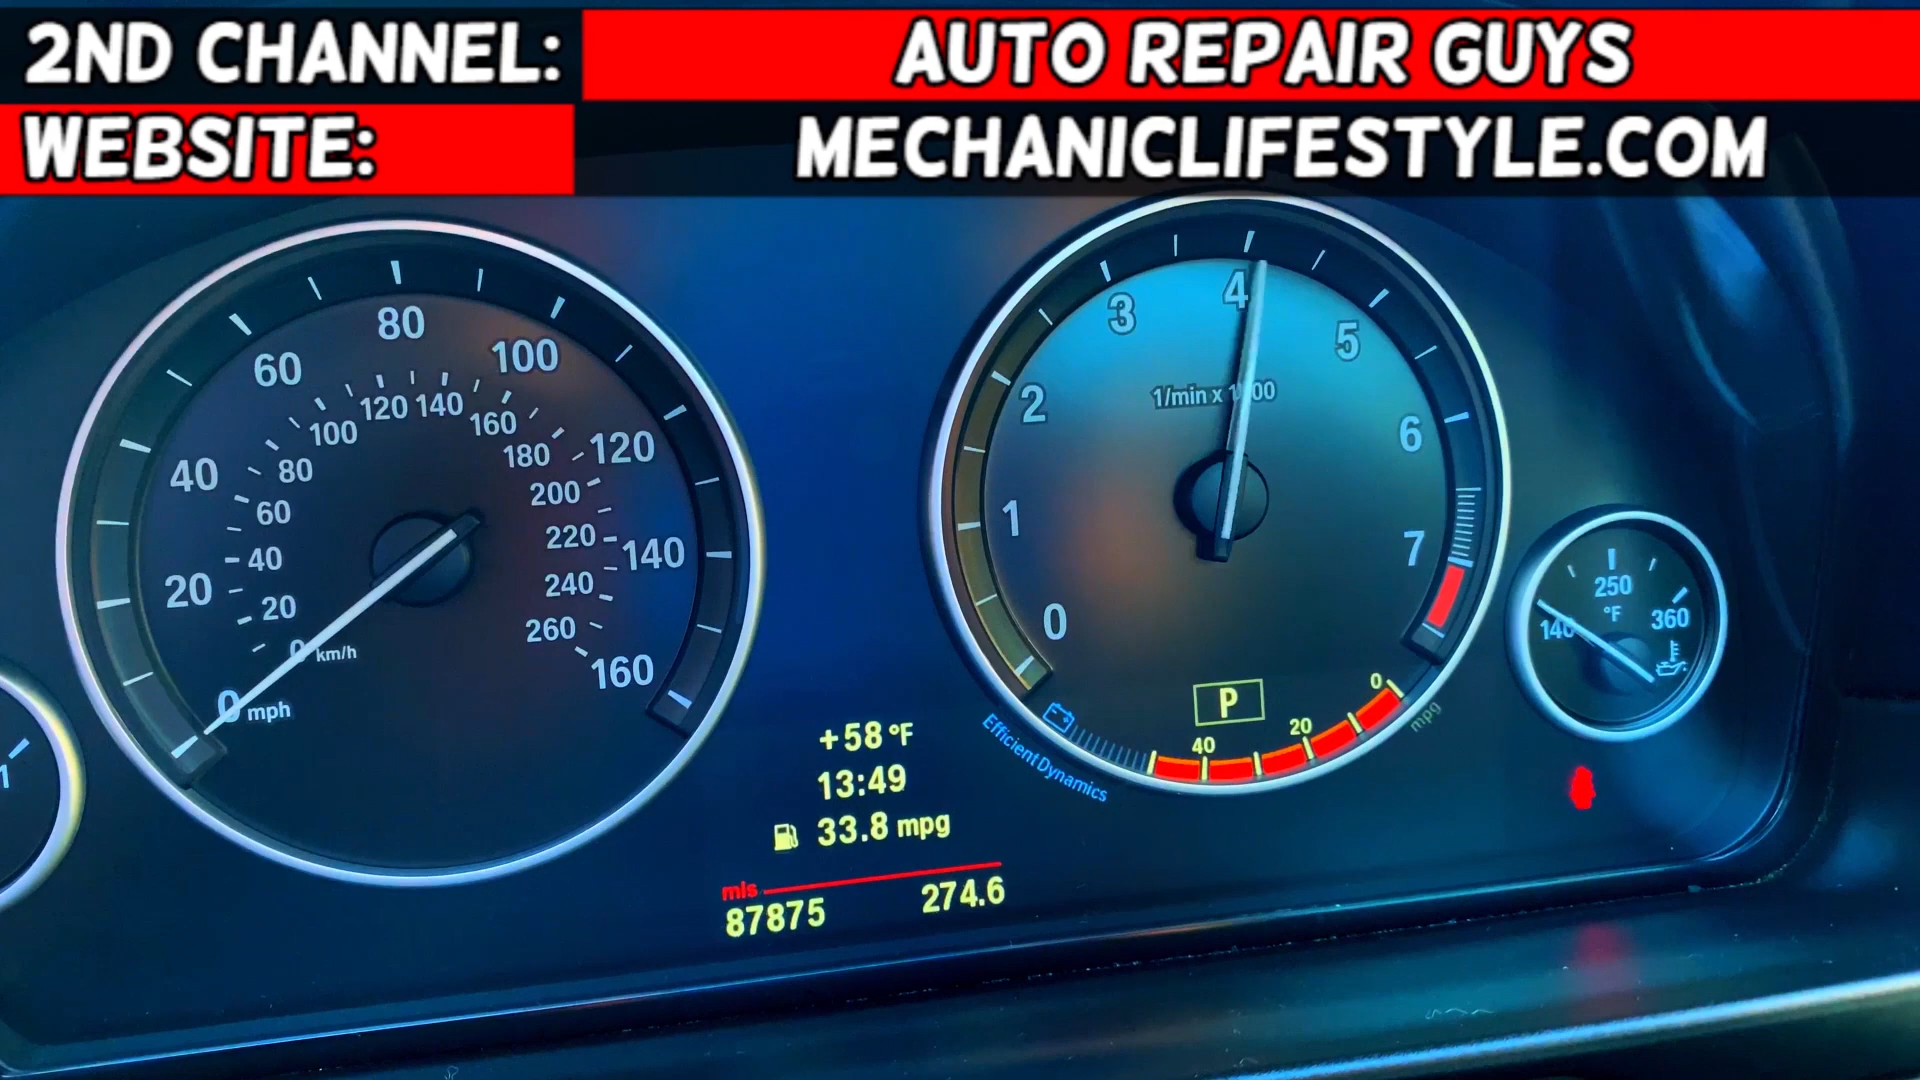 2ND CHANNEL: AUTO REPAIR GUYS
WEBSITE: MECHANICLIFESTYLE.COM
80
60 100
40 120
20 140
0 mph 160
120 140
100 160
80 180
60 200
40 220
20 240
0 km/h 260
4
3 5
2 6
1 7
0
1/min x 1000
P
40 20 0
mpg
EfficientDynamics
250
°F
140 360
1
+58 °F
13:49
33.8 mpg
mls
87875 274.6